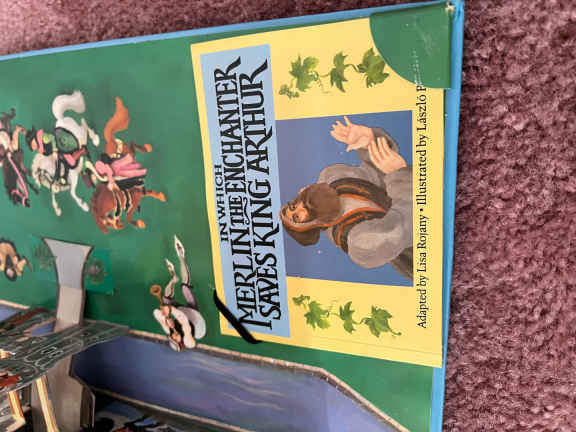 IN WHICH
MERLIN THE ENCHANTER
SAVES KING ARTHUR
Adapted by Lisa Rojany • Illustrated by László